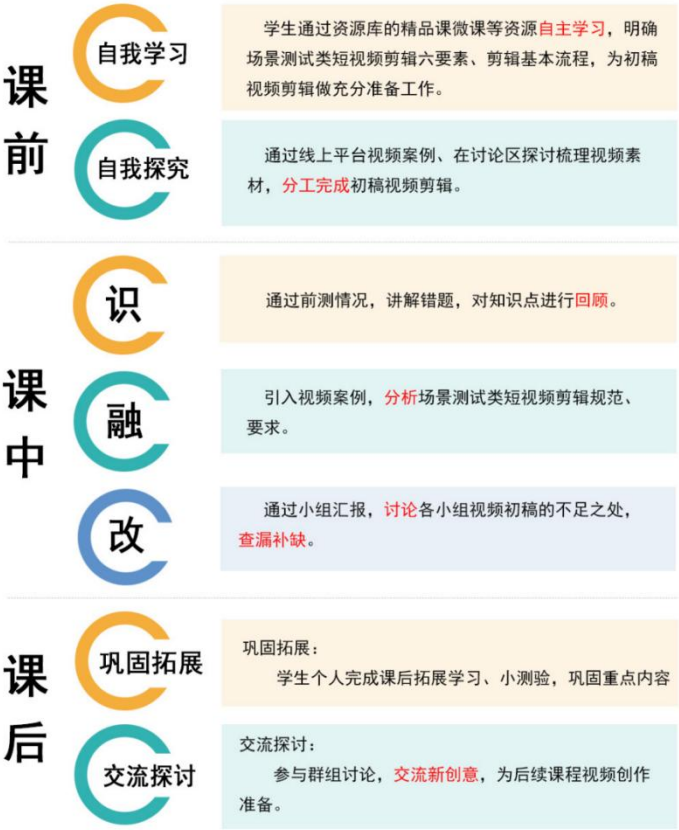 课前
自我学习
学生通过资源库的精品课微课等资源自主学习，明确
场景测试类短视频剪辑六要素、剪辑基本流程，为初稿
视频剪辑做充分准备工作。
自我探究
通过线上平台视频案例、在讨论区探讨梳理视频素
材，分工完成初稿视频剪辑。
课中
识
通过前测情况，讲解错题，对知识点进行回顾。
融
引入视频案例，分析场景测试类短视频剪辑规范、
要求。
改
通过小组汇报，讨论各小组视频初稿的不足之处，
查漏补缺。
课后
巩固拓展
巩固拓展：
学生个人完成课后拓展学习、小测验，巩固重点内容
交流探讨
交流探讨：
参与群组讨论，交流新创意，为后续课程视频创作
准备。